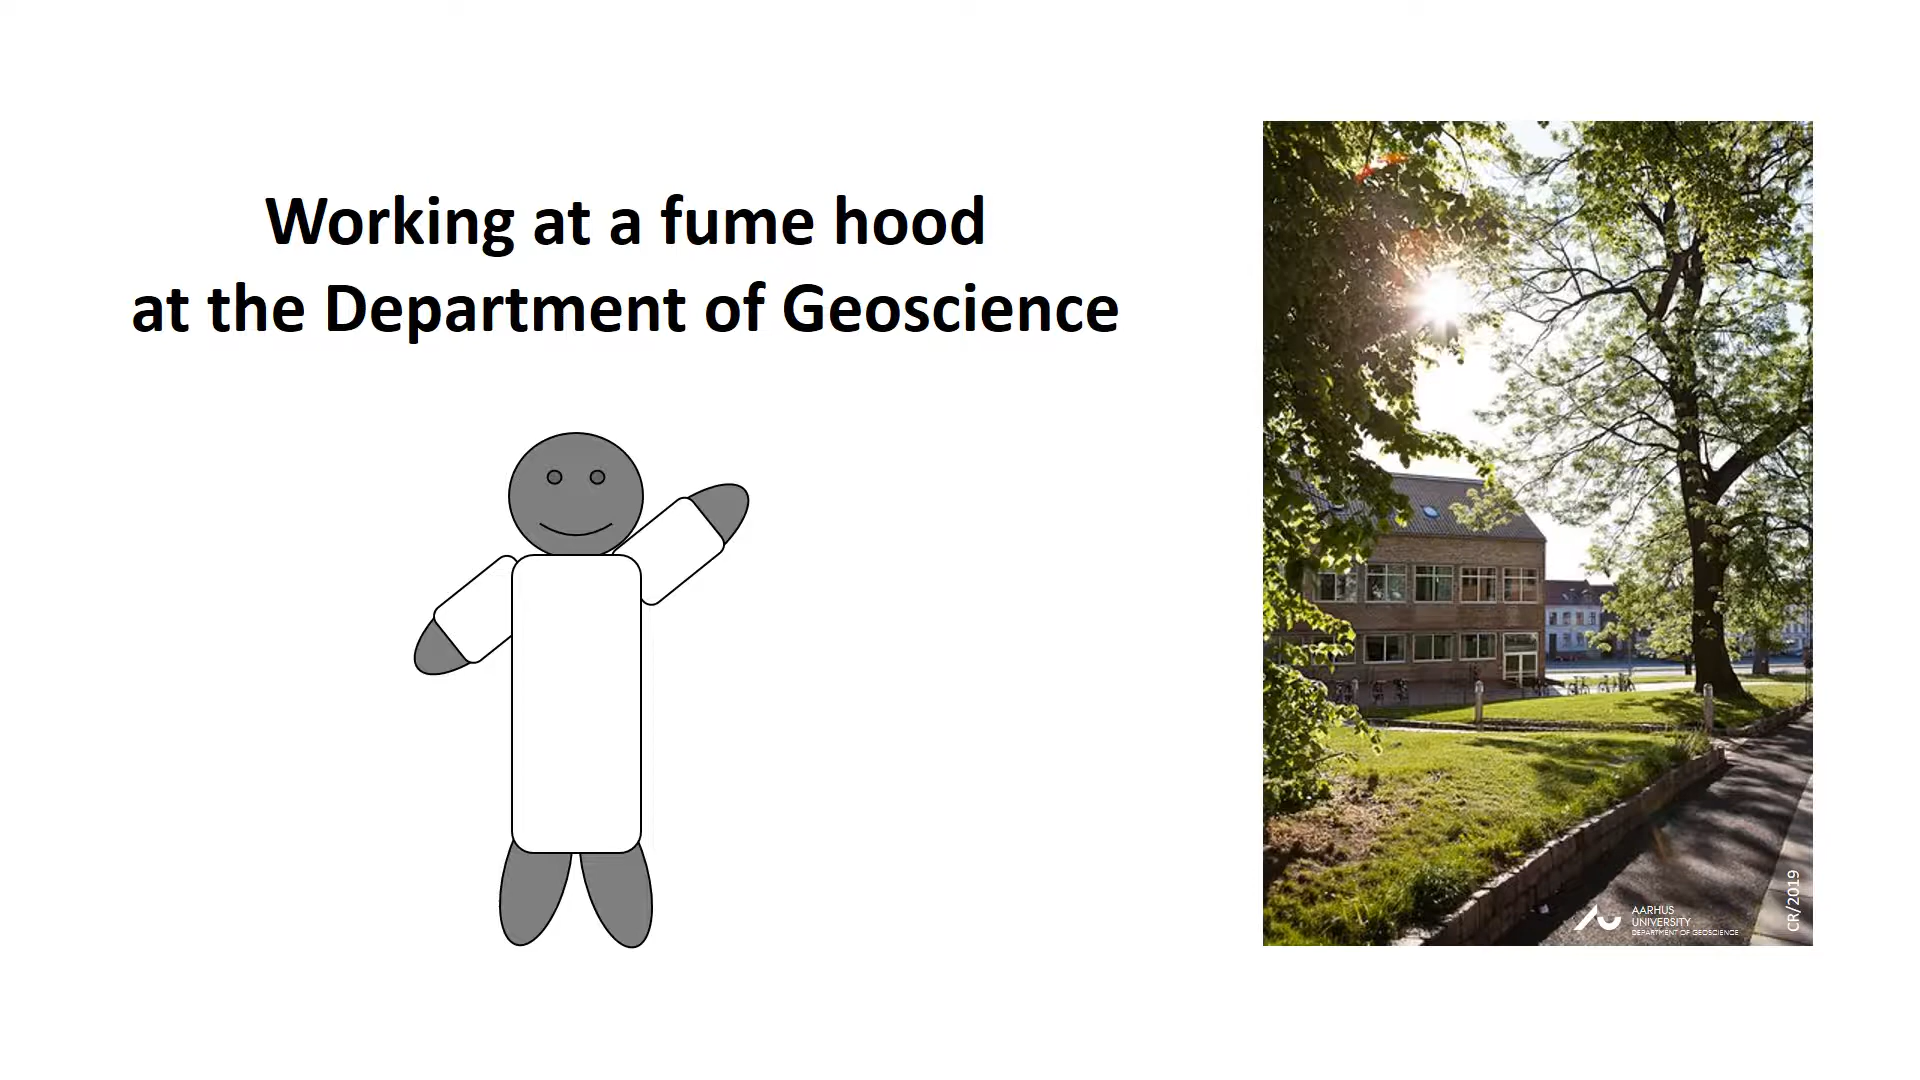 Working at a fume hood
at the Department of Geoscience
CR/2019
AARHUS
UNIVERSITY
DEPARTMENT OF GEOSCIENCE